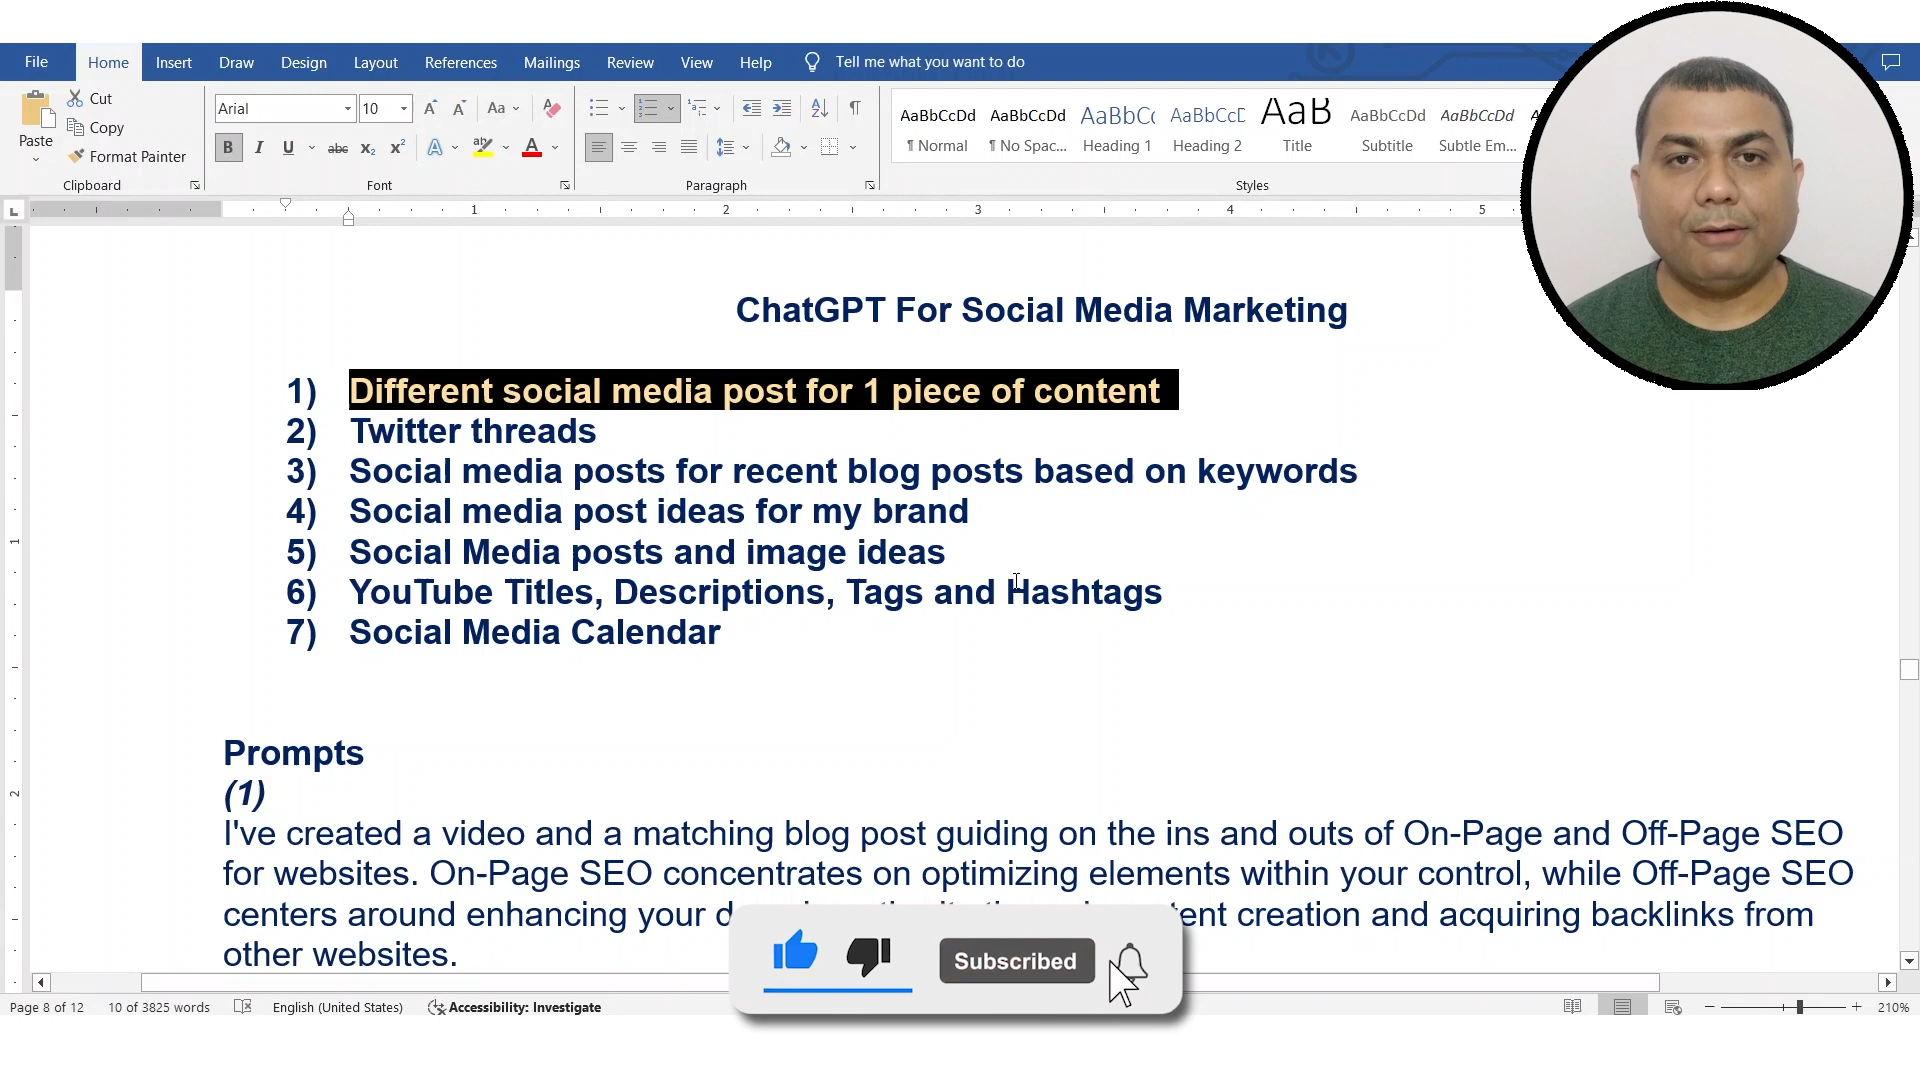 File Home Insert Draw Design Layout References Mailings Review View Help Tell me what you want to do
Paste
Cut
Copy
Format Painter
Clipboard
Arial 10
Font
Paragraph
AaBbCcDd AaBbCcDd AaBbC AaBbCcD AaB AaBbCcDd AaBbCcDd
¶ Normal ¶ No Spac... Heading 1 Heading 2 Title Subtitle Subtle Em...
Styles
1 2 3 4 5
ChatGPT For Social Media Marketing
1) Different social media post for 1 piece of content
2) Twitter threads
3) Social media posts for recent blog posts based on keywords
4) Social media post ideas for my brand
5) Social Media posts and image ideas
6) YouTube Titles, Descriptions, Tags and Hashtags
7) Social Media Calendar
Prompts
(1)
I've created a video and a matching blog post guiding on the ins and outs of On-Page and Off-Page SEO
for websites. On-Page SEO concentrates on optimizing elements within your control, while Off-Page SEO
centers around enhancing your creation and acquiring backlinks from
other websites.
Subscribed
Page 8 of 12 10 of 3825 words English (United States) Accessibility: Investigate 210%